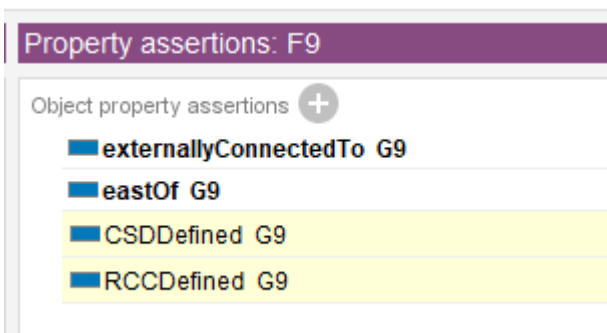 Property assertions: F9
Object property assertions
externallyConnectedTo G9
eastOf G9
CSDDefined G9
RCCDefined G9